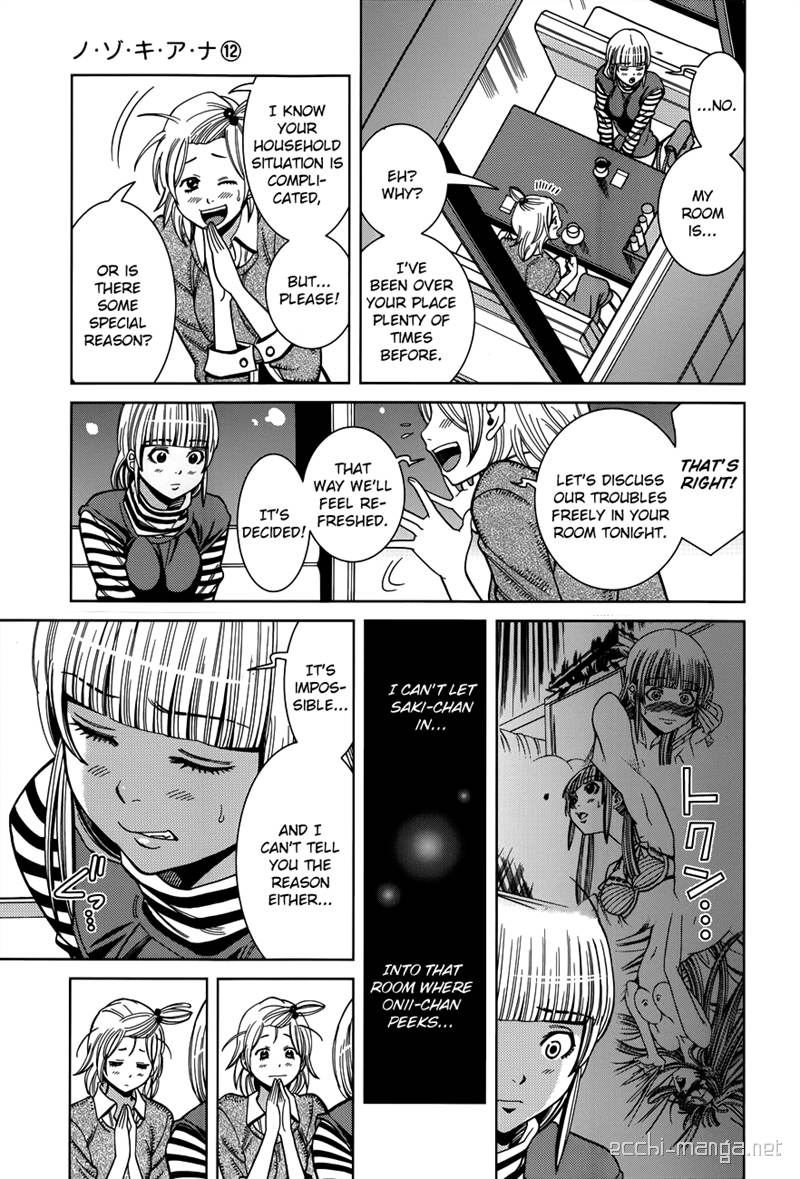 ノ・ゾ・キ・ア・ナ⑫
...NO.
MY
ROOM
IS...
EH?
WHY?
I'VE
BEEN OVER
YOUR PLACE
PLENTY OF
TIMES
BEFORE.
I KNOW
YOUR
HOUSEHOLD
SITUATION IS
COMPLI-
CATED,
BUT...
PLEASE!
OR IS
THERE
SOME
SPECIAL
REASON?
THAT'S
RIGHT!
LET'S DISCUSS
OUR TROUBLES
FREELY IN YOUR
ROOM TONIGHT.
THAT
WAY WE'LL
FEEL RE-
FRESHED.
IT'S
DECIDED!
I CAN'T LET
SAKI-CHAN
IN...
INTO THAT
ROOM WHERE
ONII-CHAN
PEEKS...
IT'S
IMPOS-
SIBLE...
AND I
CAN'T TELL
YOU THE
REASON
EITHER...
ecchi-manga.net